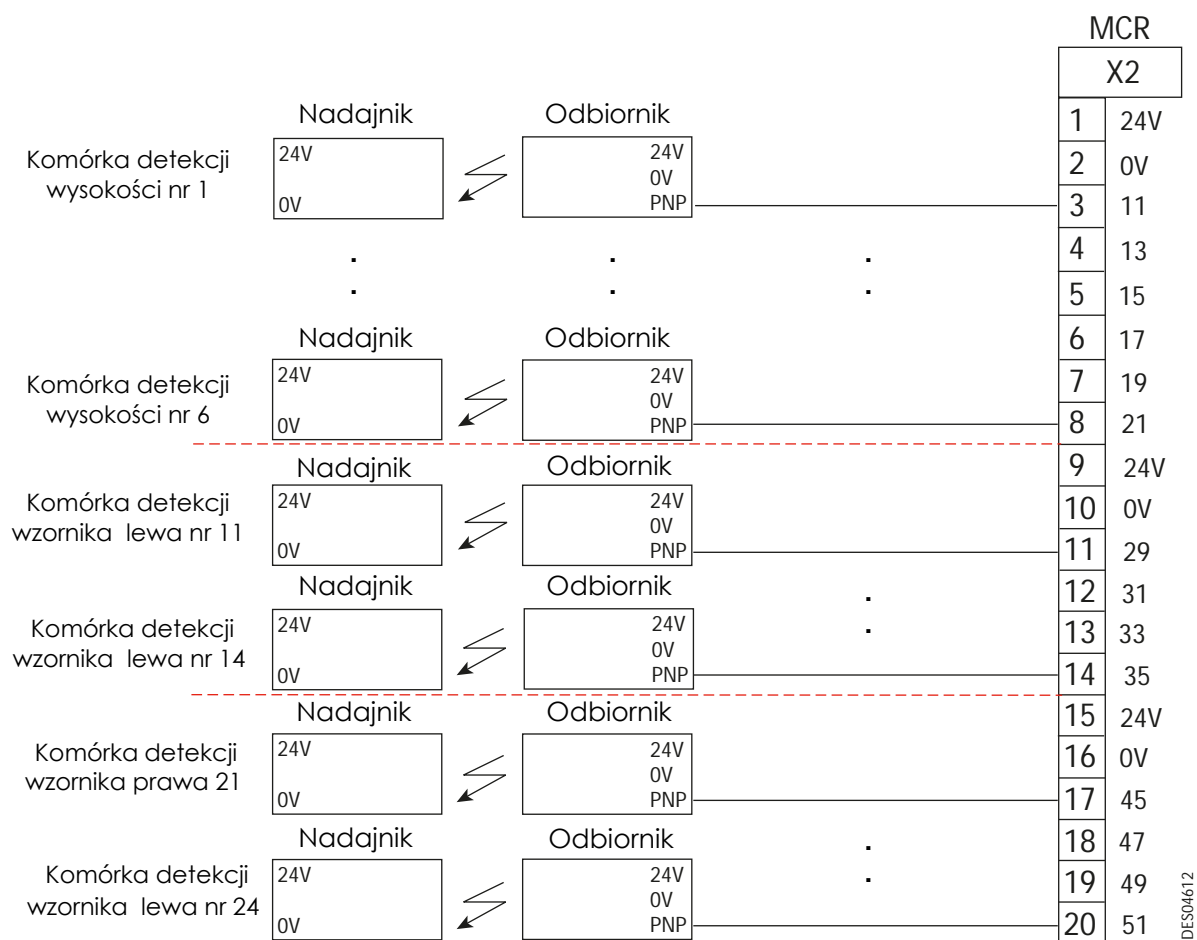 MCR
X2
Nadajnik
Odbiornik
1
24V
Komórka detekcji
wysokości nr 1
24V
0V
24V
0V
PNP
2
0V
3
11
4
13
5
15
Nadajnik
Odbiornik
6
17
Komórka detekcji
wysokości nr 6
24V
0V
24V
0V
PNP
7
19
8
21
Nadajnik
Odbiornik
9
24V
Komórka detekcji
wzornika lewa nr 11
24V
0V
24V
0V
PNP
10
0V
11
29
Nadajnik
Odbiornik
12
31
Komórka detekcji
wzornika lewa nr 14
24V
0V
24V
0V
PNP
13
33
14
35
Nadajnik
Odbiornik
15
24V
Komórka detekcji
wzornika prawa 21
24V
0V
24V
0V
PNP
16
0V
17
45
Nadajnik
Odbiornik
18
47
Komórka detekcji
wzornika lewa nr 24
24V
0V
24V
0V
PNP
19
49
20
51
DES04612